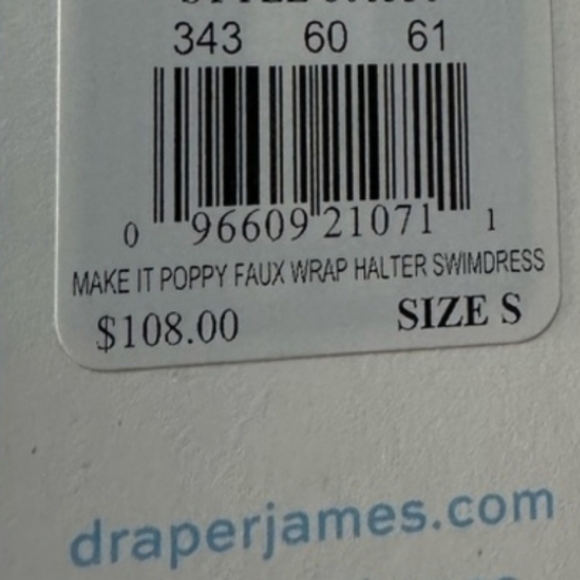 343 60 61
0 96609 21071 1
MAKE IT POPPY FAUX WRAP HALTER SWIMDRESS
$108.00 SIZE S
draperjames.com